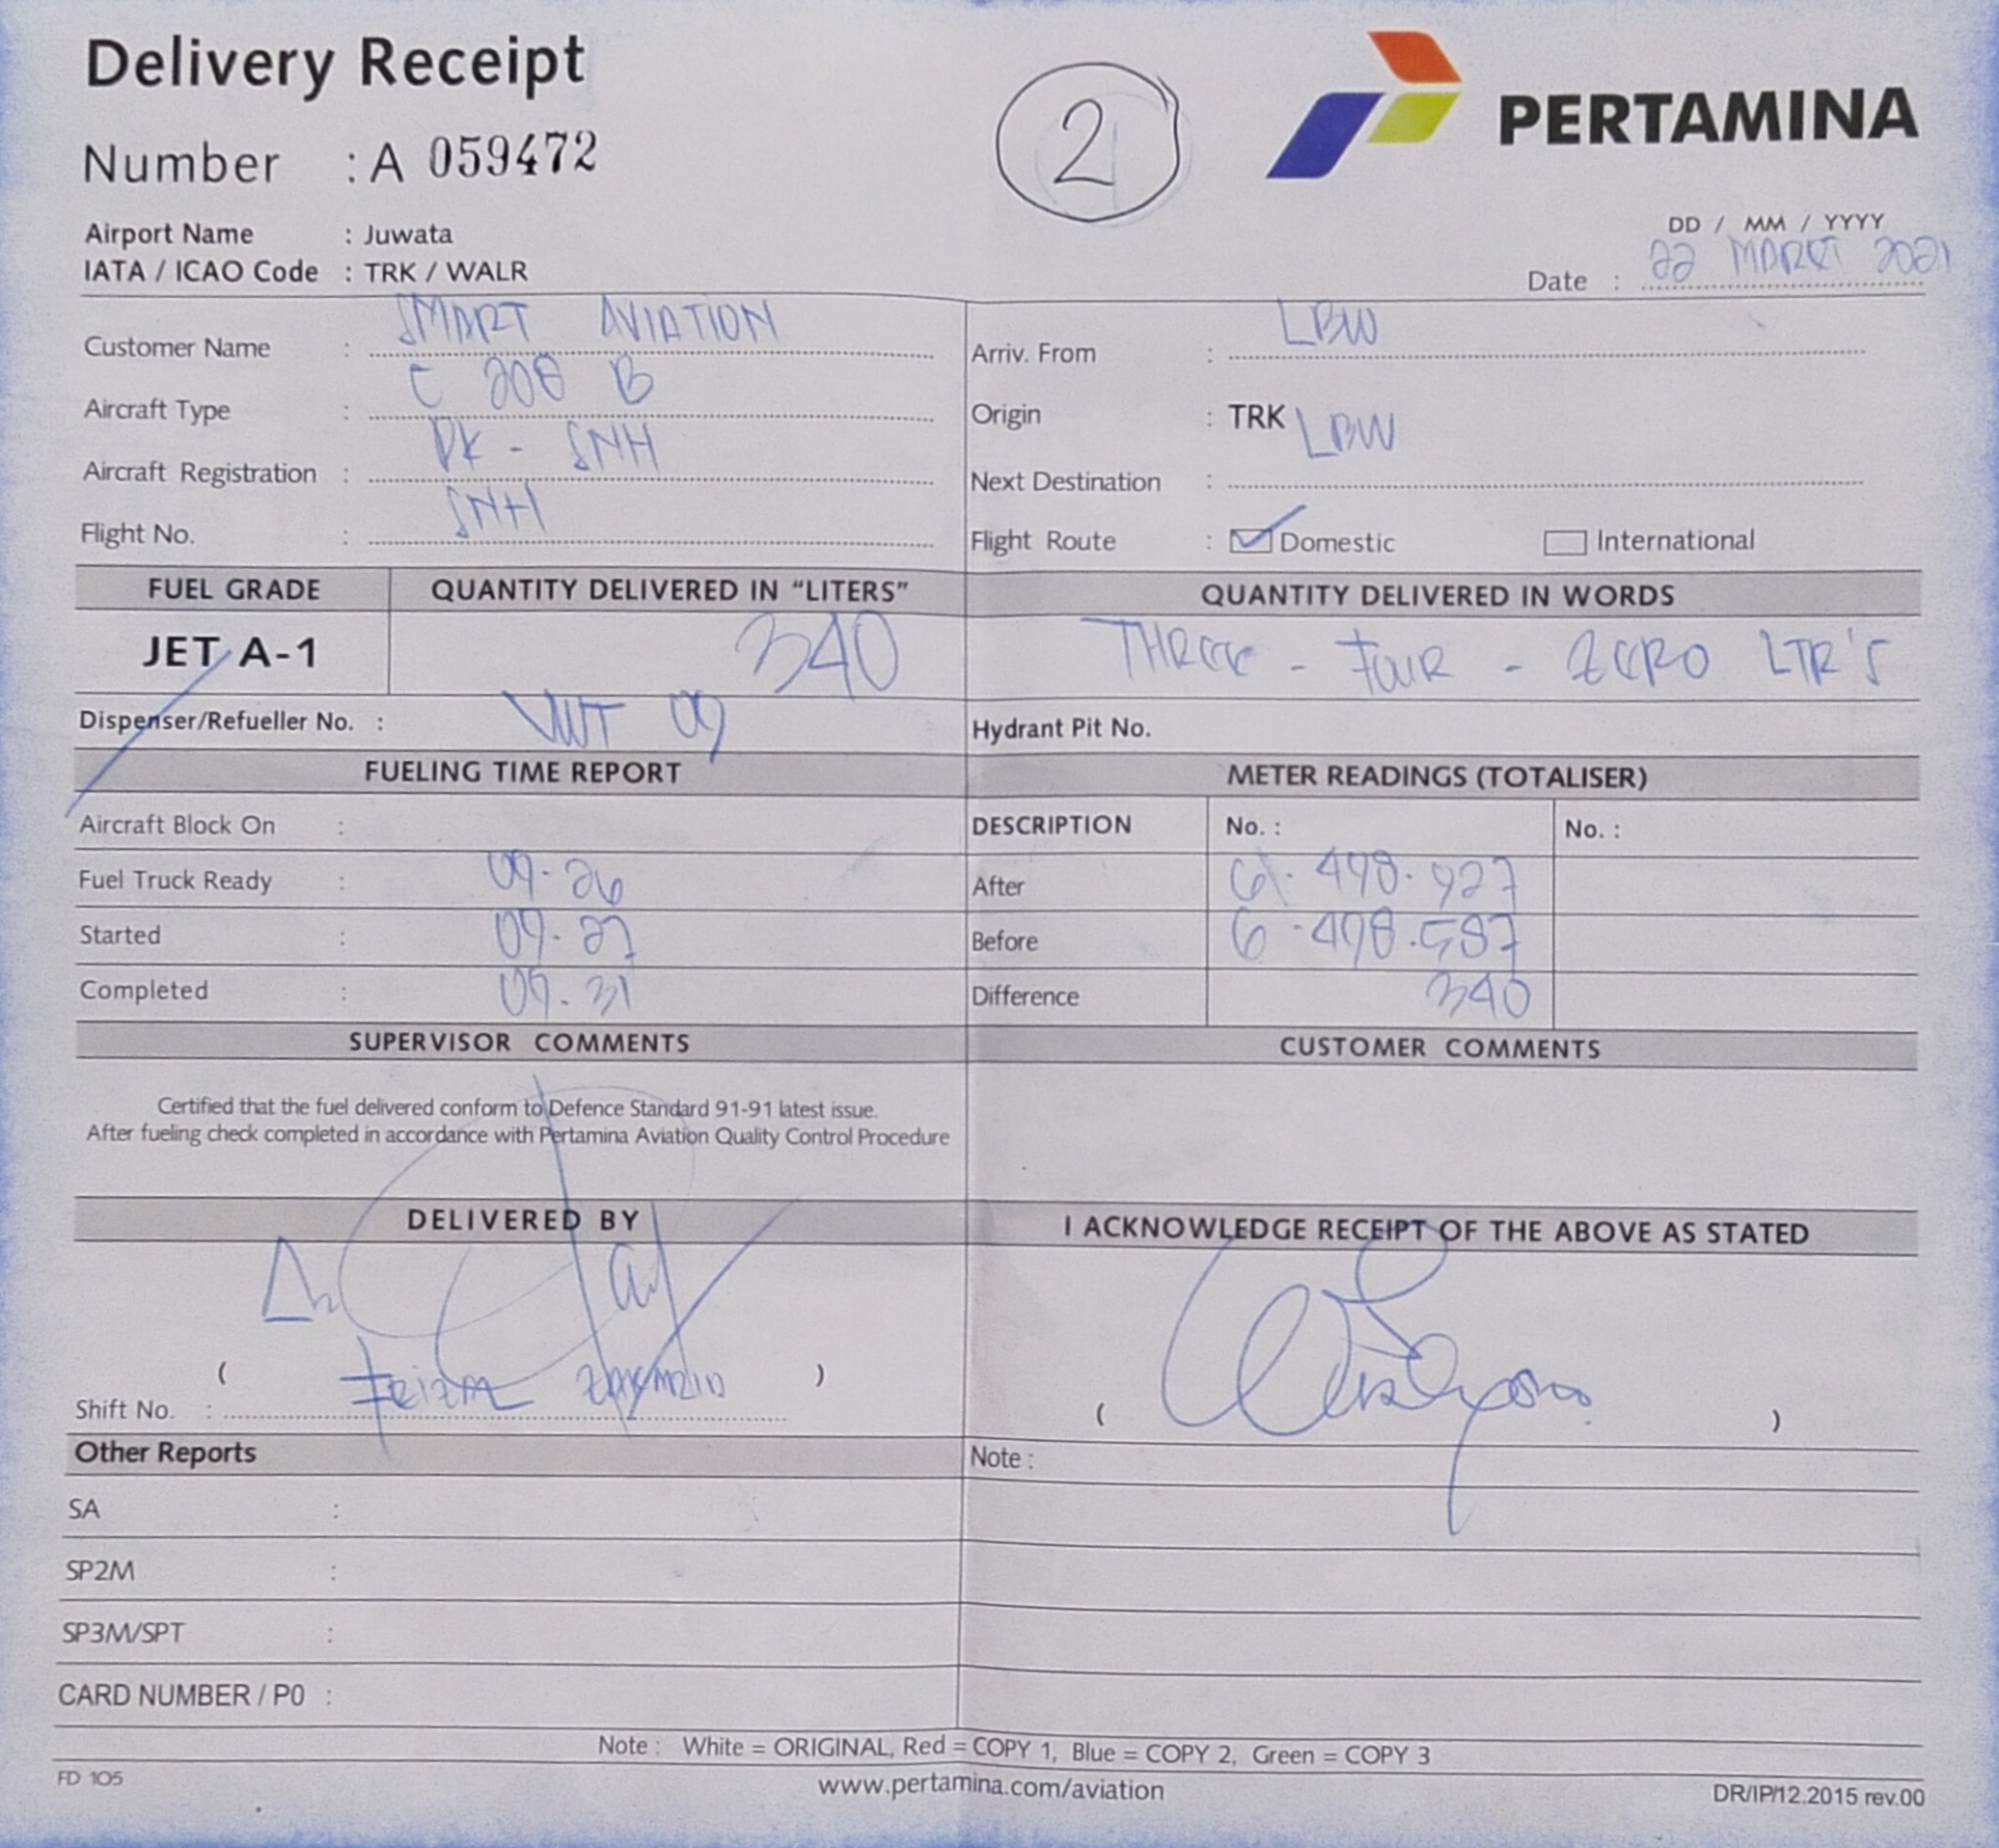 Delivery Receipt
2
PERTAMINA
Number : A 059472
Airport Name : Juwata
IATA / ICAO Code : TRK / WALR
DD / MM / YYYY
Date : 22 MARET 2021
Customer Name : SMART AVIATION
Aircraft Type : C 208 B
Aircraft Registration : PK - SNH
Flight No. : SNH
Arriv. From : LBW
Origin : TRK
Next Destination : LBW
Flight Route : Domestic International
FUEL GRADE QUANTITY DELIVERED IN “LITERS” QUANTITY DELIVERED IN WORDS
JET A-1 340 THREE - FOUR - ZERO LTR'S
Dispenser/Refueller No. : 09
Hydrant Pit No.
FUELING TIME REPORT
Aircraft Block On :
Fuel Truck Ready : 09.26
Started : 09.27
Completed : 09.31
METER READINGS (TOTALISER)
DESCRIPTION No. : No. :
After 6.498.927
Before 6.498.587
Difference 340
SUPERVISOR COMMENTS
Certified that the fuel delivered conform to Defence Standard 91-91 latest issue.
After fueling check completed in accordance with Pertamina Aviation Quality Control Procedure
CUSTOMER COMMENTS
DELIVERED BY
( )
Shift No. :
I ACKNOWLEDGE RECEIPT OF THE ABOVE AS STATED
( )
Other Reports
SA :
SP2M :
SP3M/SPT :
CARD NUMBER / P0 :
Note :
Note : White = ORIGINAL, Red = COPY 1, Blue = COPY 2, Green = COPY 3
FD 105
www.pertamina.com/aviation
DR/IP/12.2015 rev.00